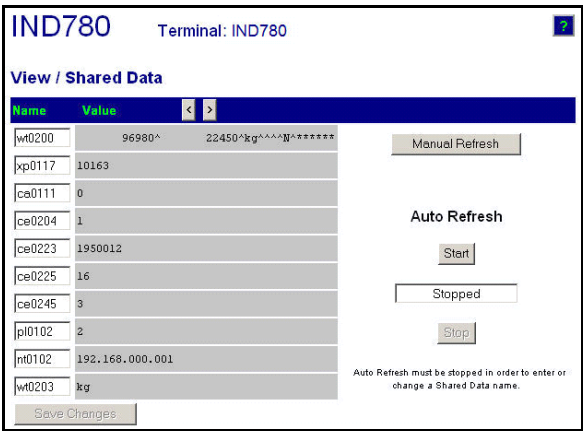 IND780 Terminal: IND780 ?
View / Shared Data
Name Value < >
wt0200 96980^ 22450^kg^^^^N^******
xp0117 10163
ca0111 0
ce0204 1
ce0223 1950012
ce0225 16
ce0245 3
pl0102 2
nt0102 192.168.000.001
wt0203 kg
Save Changes
Manual Refresh
Auto Refresh
Start
Stopped
Stop
Auto Refresh must be stopped in order to enter or
change a Shared Data name.